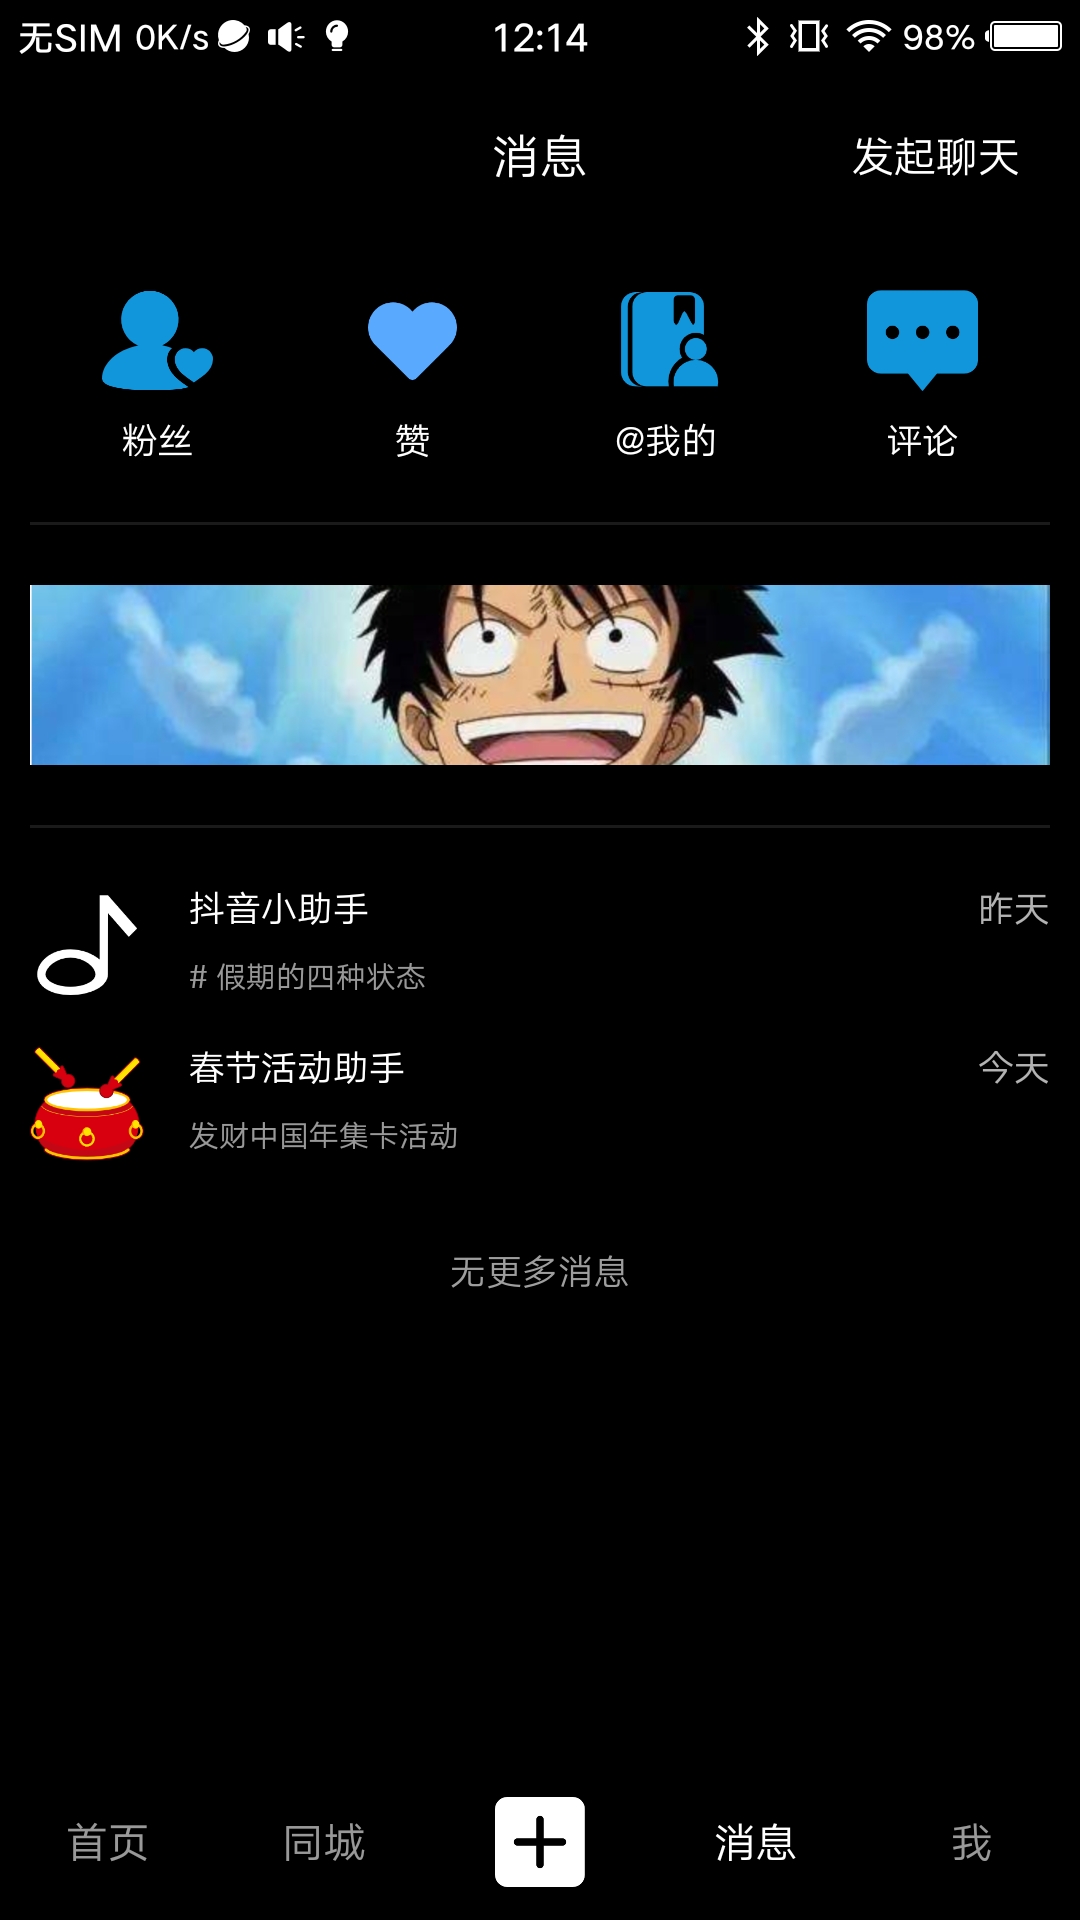 无SIM 0K/s 12:14 98%
消息 发起聊天
粉丝 赞 @我的 评论
抖音小助手 昨天
# 假期的四种状态
春节活动助手 今天
发财中国年集卡活动
无更多消息
首页 同城 消息 我